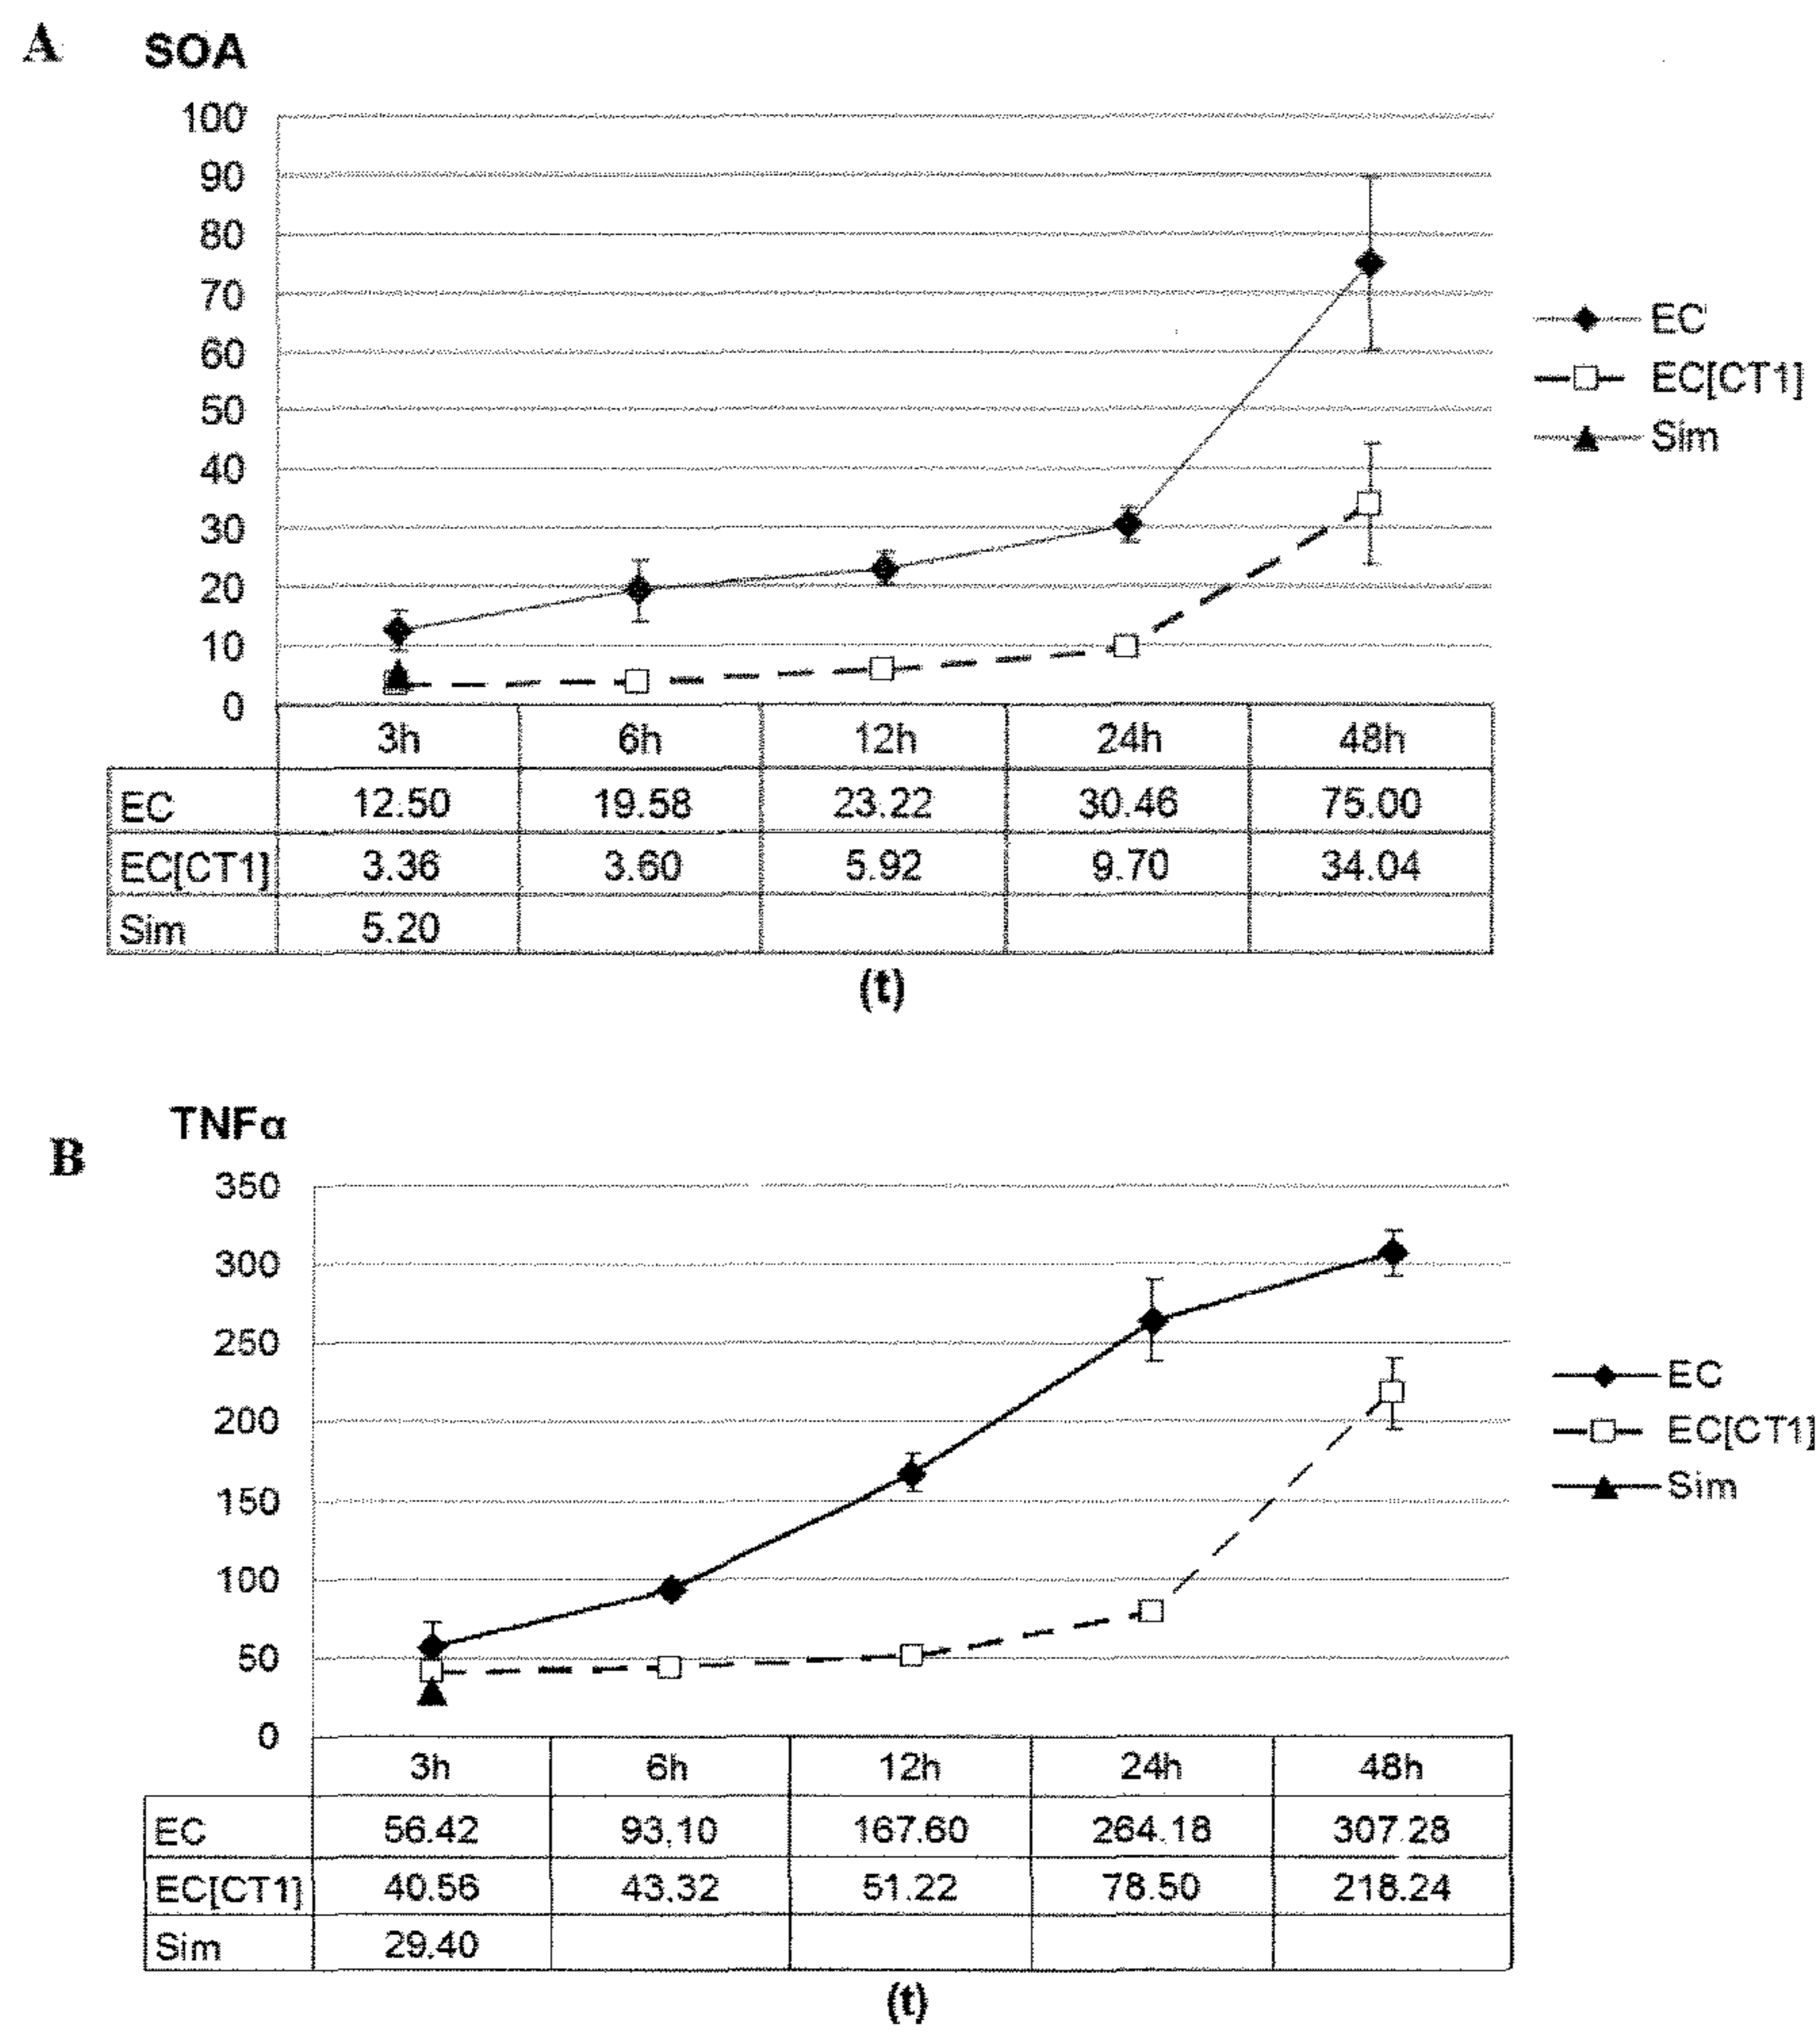 A SOA
100
90
80
70
60
50
40
30
20
10
0
EC
EC[CT1]
Sim
3h 6h 12h 24h 48h
EC 12.50 19.58 23.22 30.46 75.00
EC[CT1] 3.36 3.60 5.92 9.70 34.04
Sim 5.20
(t)
B TNFα
350
300
250
200
150
100
50
0
EC
EC[CT1]
Sim
3h 6h 12h 24h 48h
EC 56.42 93.10 167.60 264.18 307.28
EC[CT1] 40.56 43.32 51.22 78.50 218.24
Sim 29.40
(t)